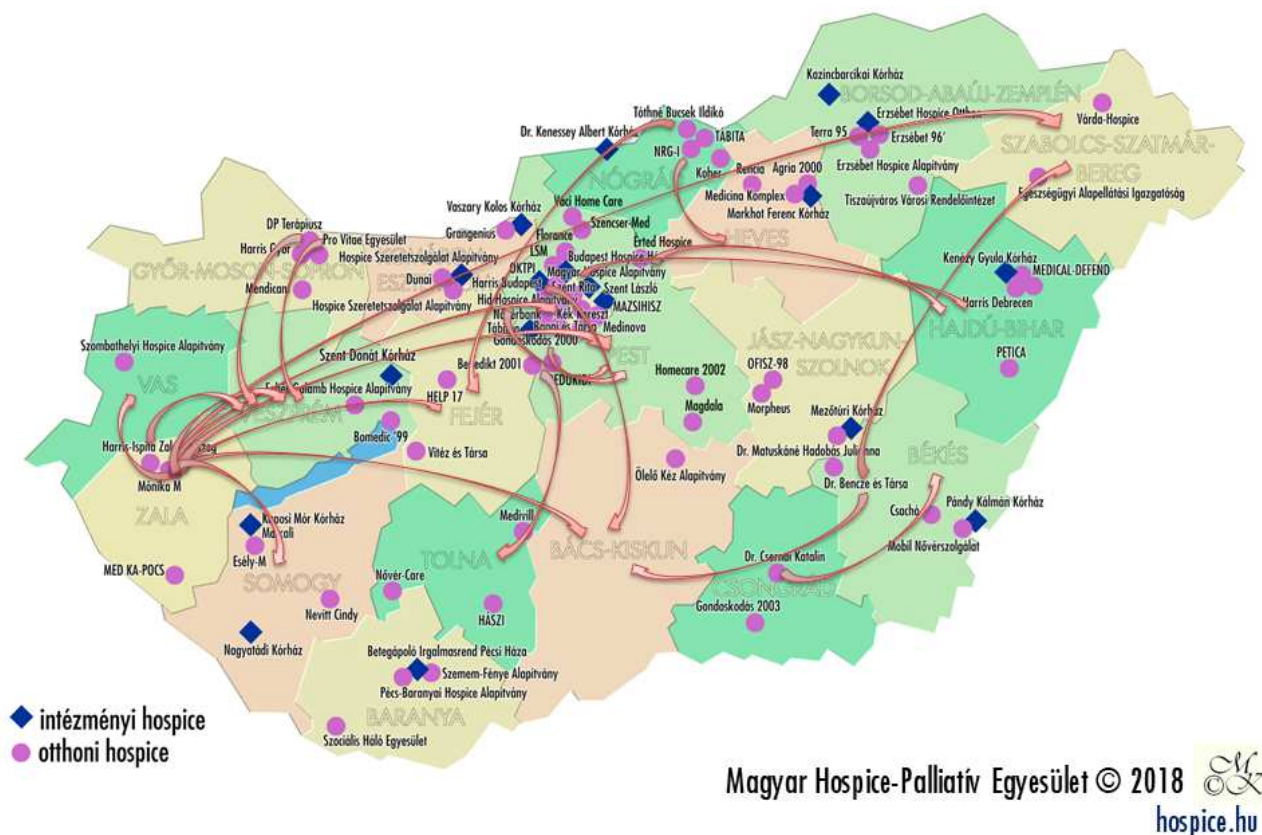 Kazincbarcikai Kórház
BORSOD-ABAÚJ-ZEMPLÉN
Tóthné Bucsek Ildikó
Erzsébet Hospice Otthon
Várda-Hospice
TÁBITA
Terra 95
Erzsébet 96'
Dr. Kenessey Albert Kórház
NRG-I
SZABOLCS-SZATMÁR-
BEREG
Koher
Rencia
Agria 2000
Erzsébet Hospice Alapítvány
NÓGRÁD
Medicina Komplex
Tiszaújváros Városi Rendelőintézet
Egészségügyi Alapellátási Igazgatóság
Vaszary Kolos Kórház
Váci Home Care
Markhot Ferenc Kórház
DP Terápiusz
Grangenius
Szencser-Med
Pro Vitae Egyesület
Florance
Érted Hospice
HEVES
Harris Győr
Hospice Szeretetszolgálat Alapítvány
LSM
Budapest Hospice
Kenézy Gyula Kórház
GYŐR-MOSON-SOPRON
OKTPI
Magyar Hospice Alapítvány
MEDICAL-DEFEND
Dunai
Harris Budapest
Szent Rita
Szent László
Mendican
Hospice Szeretetszolgálat Alapítvány
Híd Hospice Alapítvány
MAZSIHISZ
Harris Debrecen
Kék Kereszt
HAJDÚ-BIHAR
Medinova
Szombathelyi Hospice Alapítvány
Szent Donát Kórház
Gondoskodás 2000
PEST
JÁSZ-NAGYKUN-
SZOLNOK
PETICA
VAS
Benedikt 2001
Homecare 2002
OFISZ-98
HELP 17
VESZPRÉM
FEJÉR
Magdala
Morpheus
Mezőtúri Kórház
Bomedic '99
Vitéz és Társa
Dr. Matuskáné Hadobás Julianna
BÉKÉS
Mónika M
Ölelő Kéz Alapítvány
Dr. Bencze és Társa
ZALA
Kaposi Mór Kórház
Marcali
Medivill
Csachó
Pándy Kálmán Kórház
Mobil Nővérszolgálat
TOLNA
BÁCS-KISKUN
Esély-M
Dr. Csernai Katalin
MED KA-POCS
SOMOGY
Nővér-Care
CSONGRÁD
Nevitt Cindy
HÁSZI
Gondoskodás 2003
Nagyatádi Kórház
Betegápoló Irgalmasrend Pécsi Háza
Szemem-Fénye Alapítvány
Pécs-Baranyai Hospice Alapítvány
BARANYA
Szociális Háló Egyesület
intézményi hospice
otthoni hospice
Magyar Hospice-Palliatív Egyesület © 2018
hospice.hu